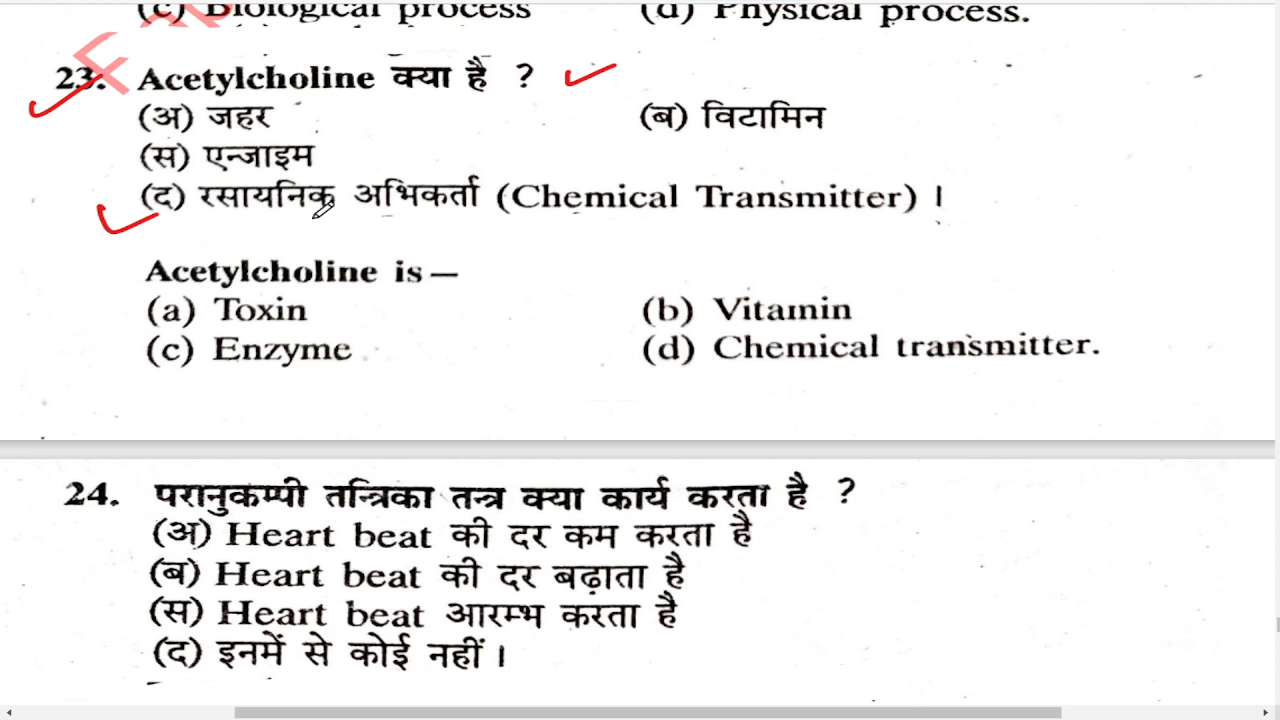 (c) Biological process (d) Physical process.
23. Acetylcholine क्या है ?
(अ) जहर (ब) विटामिन
(स) एन्जाइम
(द) रसायनिक अभिकर्ता (Chemical Transmitter) ।
Acetylcholine is—
(a) Toxin (b) Vitamin
(c) Enzyme (d) Chemical transmitter.
24. परानुकम्पी तन्त्रिका तन्त्र क्या कार्य करता है ?
(अ) Heart beat की दर कम करता है
(ब) Heart beat की दर बढ़ाता है
(स) Heart beat आरम्भ करता है
(द) इनमें से कोई नहीं ।